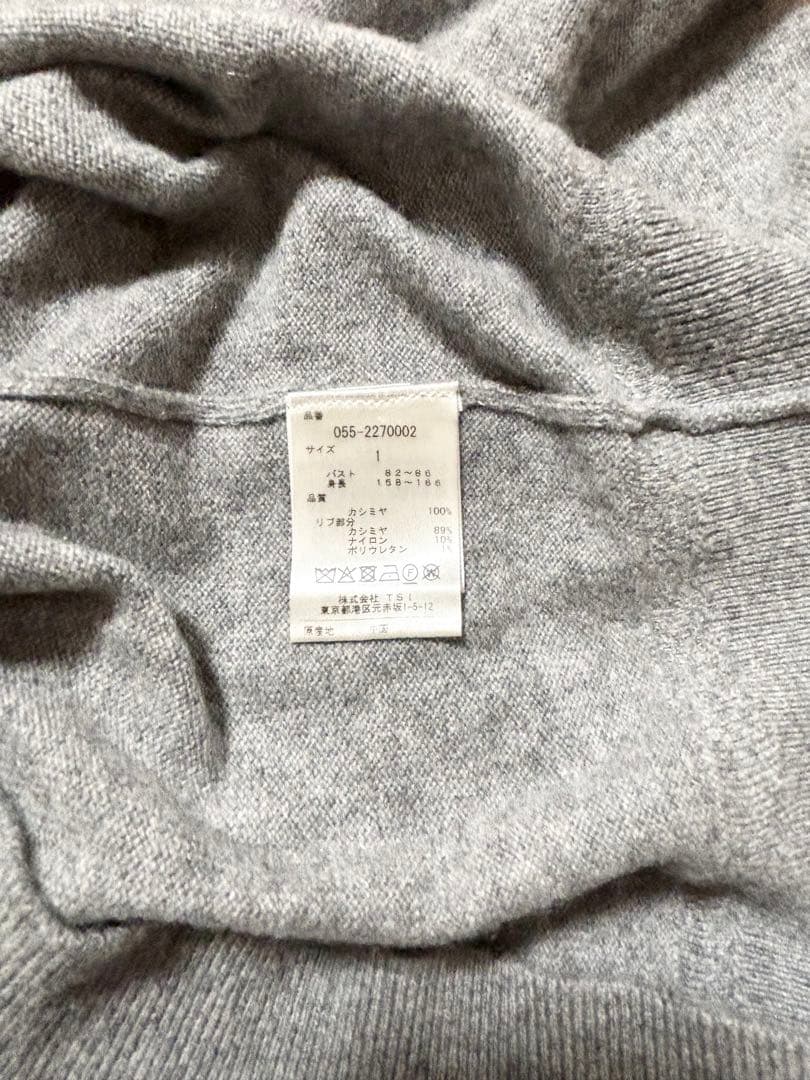 品番
055-2270002
サイズ
1
バスト 82～86
身長 158～166
品質
カシミヤ 100%
リブ部分
カシミヤ 89%
ナイロン 10%
ポリウレタン 1%
株式会社 TSI
東京都港区元赤坂1-5-12
原産地 中国